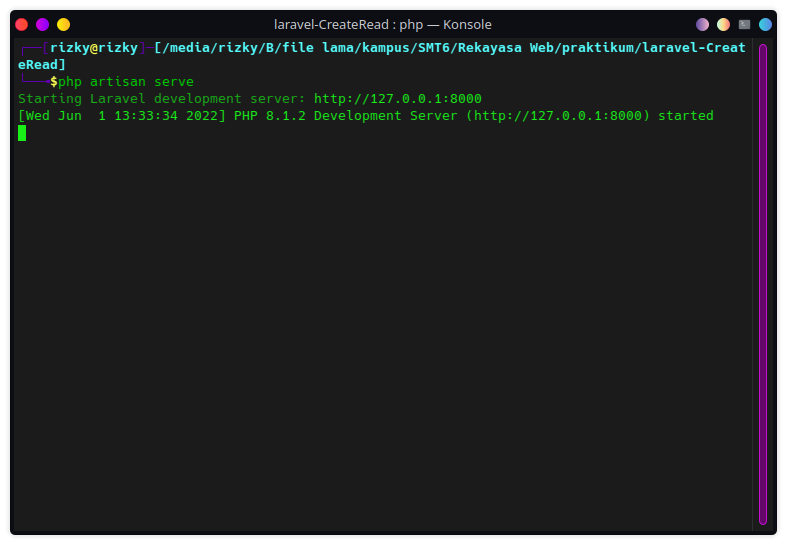 laravel-CreateRead : php — Konsole
┌──[rizky@rizky]─[/media/rizky/B/file lama/kampus/SMT6/Rekayasa Web/praktikum/laravel-Creat
eRead]
└──╼$php artisan serve
Starting Laravel development server: http://127.0.0.1:8000
[Wed Jun  1 13:33:34 2022] PHP 8.1.2 Development Server (http://127.0.0.1:8000) started